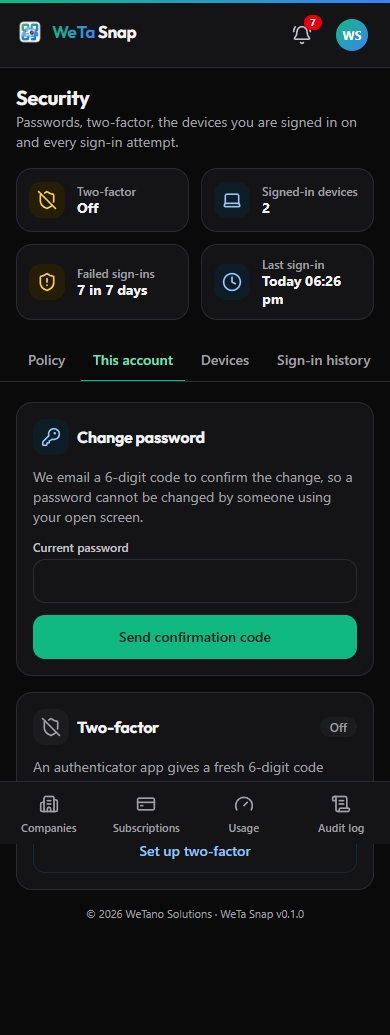 WeTa Snap
7
WS
Security
Passwords, two-factor, the devices you are signed in on
and every sign-in attempt.
Two-factor
Off
Signed-in devices
2
Failed sign-ins
7 in 7 days
Last sign-in
Today 06:26
pm
Policy
This account
Devices
Sign-in history
Change password
We email a 6-digit code to confirm the change, so a
password cannot be changed by someone using
your open screen.
Current password
Send confirmation code
Two-factor
Off
An authenticator app gives a fresh 6-digit code
Companies
Subscriptions
Usage
Audit log
Set up two-factor
© 2026 WeTano Solutions · WeTa Snap v0.1.0